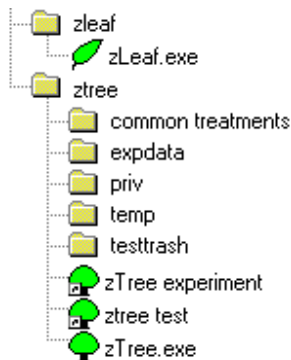 zleaf
zLeaf.exe
ztree
common treatments
expdata
priv
temp
testtrash
zTree experiment
ztree test
zTree.exe